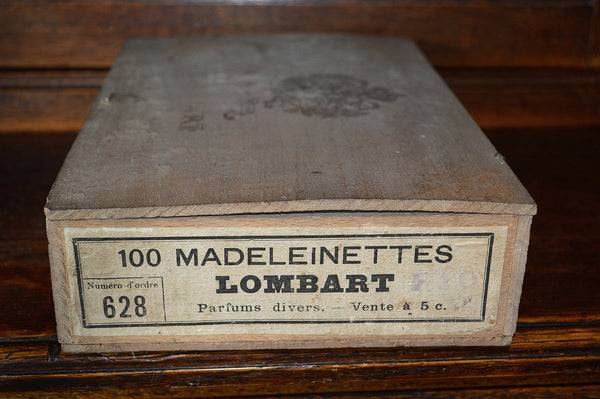 100 MADELEINETTES
LOMBART
Numéro d'ordre
628
Parfums divers. — Vente à 5 c.